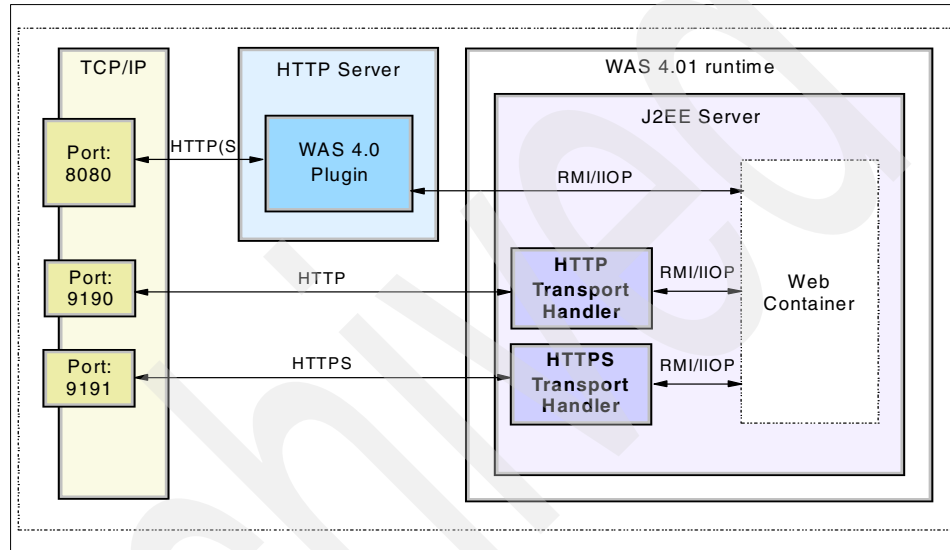 TCP/IP
HTTP Server
WAS 4.01 runtime
J2EE Server
Port:
8080
HTTP(S
WAS 4.0
Plugin
RMI/IIOP
Port:
9190
HTTP
HTTP
Transport
Handler
RMI/IIOP
Web
Container
Port:
9191
HTTPS
HTTPS
Transport
Handler
RMI/IIOP